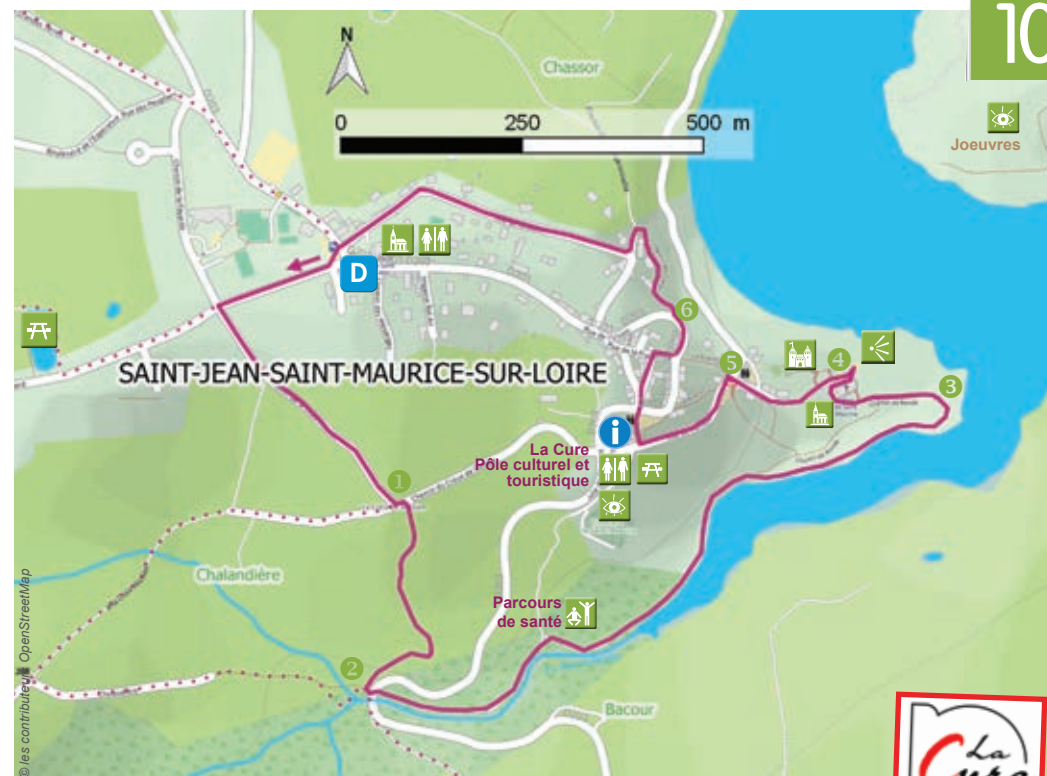 10
N
Chassor
0 250 500 m
Joeuvres
D
6
SAINT-JEAN-SAINT-MAURICE-SUR-LOIRE
5
4
3
i
La Cure
Pôle culturel et
touristique
1
Chalandière
Parcours
de santé
2
Bacour
© les contributeurs OpenStreetMap
La
Cure